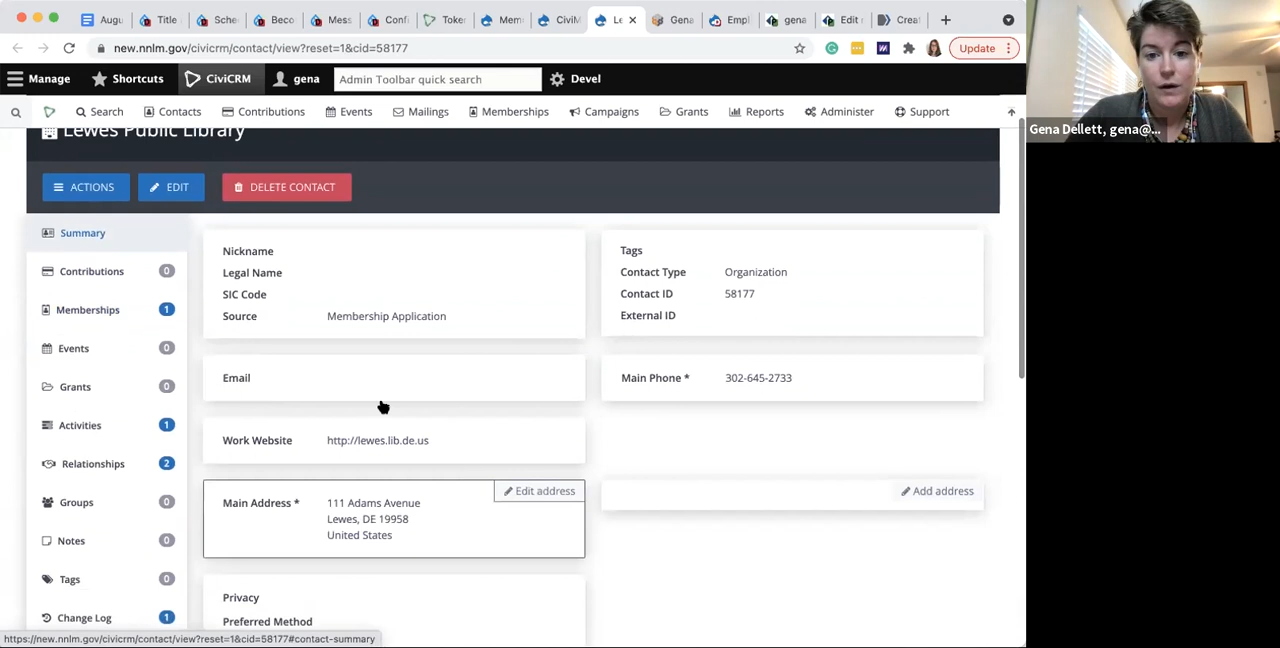 Augu
Title
Sche
Beco
Mess
Confi
Toke
Mem
CiviM
Le
Gena
Empl
gena
Edit
Crea
new.nnlm.gov/civicrm/contact/view?reset=1&cid=58177
Update
Manage
Shortcuts
CiviCRM
gena
Admin Toolbar quick search
Devel
Search
Contacts
Contributions
Events
Mailings
Memberships
Campaigns
Grants
Reports
Administer
Support
Gena Dellett, gena@...
Lewes Public Library
ACTIONS
EDIT
DELETE CONTACT
Summary
Contributions 0
Memberships 1
Events 0
Grants 0
Activities 1
Relationships 2
Groups 0
Notes 0
Tags 0
Change Log 1
Nickname
Legal Name
SIC Code
Source Membership Application
Tags
Contact Type Organization
Contact ID 58177
External ID
Email
Main Phone * 302-645-2733
Work Website http://lewes.lib.de.us
Edit address
Main Address * 111 Adams Avenue
Lewes, DE 19958
United States
Add address
Privacy
Preferred Method
https://new.nnlm.gov/civicrm/contact/view?reset=1&cid=58177#contact-summary